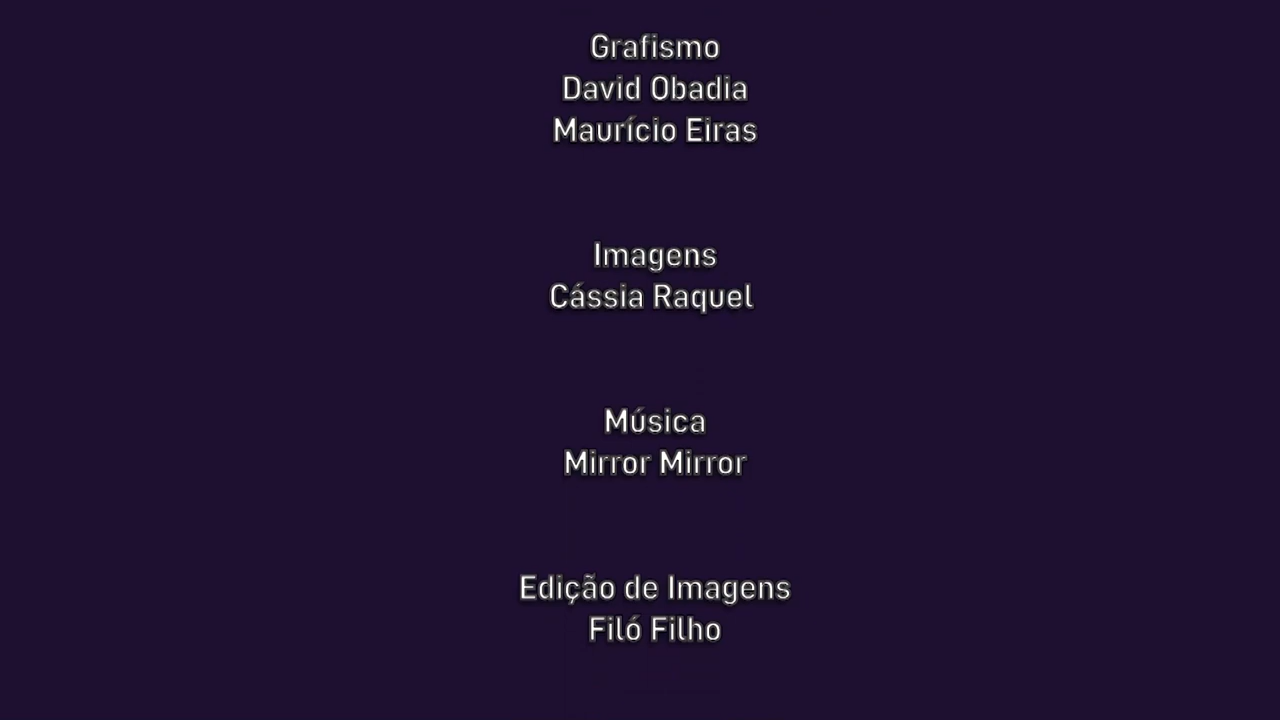 Grafismo
David Obadia
Maurício Eiras
Imagens
Cássia Raquel
Música
Mirror Mirror
Edição de Imagens
Filó Filho